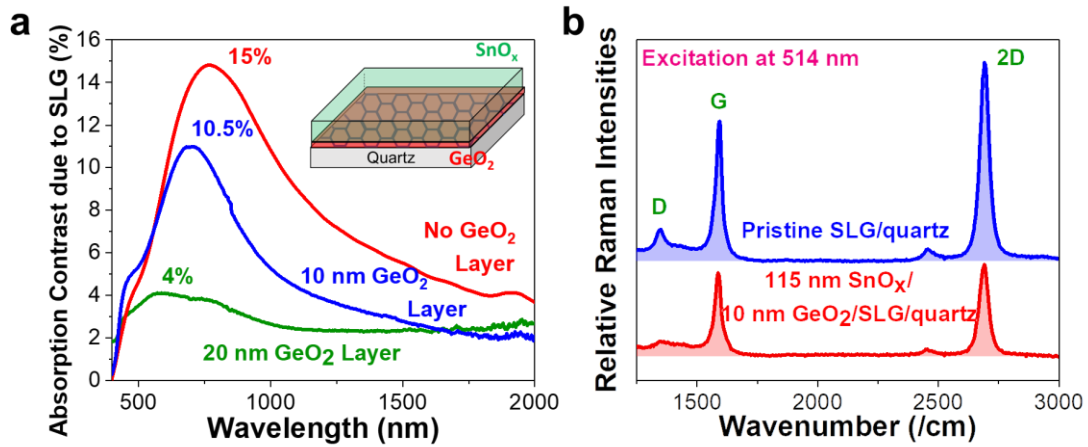 a
Absorption Contrast due to SLG (%)
16
14
12
10
8
6
4
2
0
15%
10.5%
4%
SnOₓ
Quartz
GeO₂
No GeO₂
Layer
10 nm GeO₂
Layer
20 nm GeO₂ Layer
500
1000
1500
2000
Wavelength (nm)
b
Relative Raman Intensities
Excitation at 514 nm
D
G
2D
Pristine SLG/quartz
115 nm SnOₓ/
10 nm GeO₂/SLG/quartz
1500
2000
2500
3000
Wavenumber (/cm)